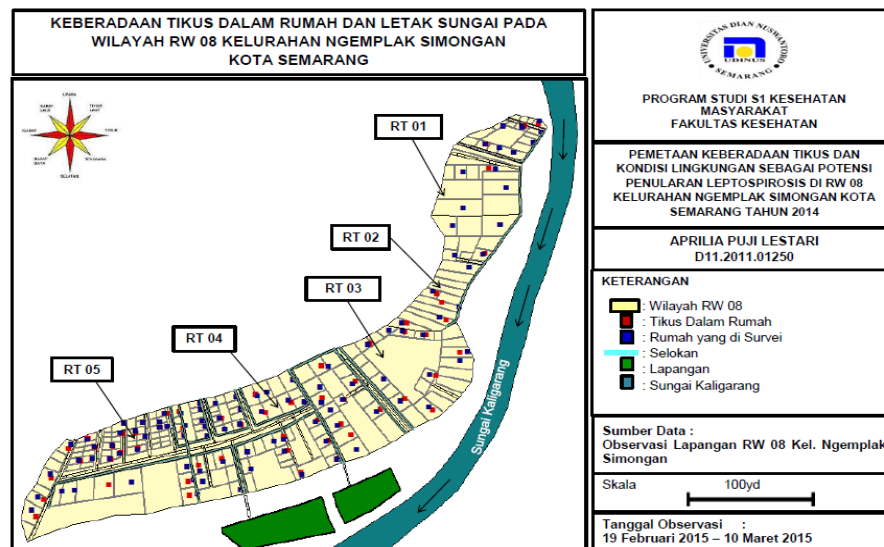 KEBERADAAN TIKUS DALAM RUMAH DAN LETAK SUNGAI PADA
WILAYAH RW 08 KELURAHAN NGEMPLAK SIMONGAN
KOTA SEMARANG
UTARA
TIMUR
SELATAN
BARAT
RT 01
RT 02
RT 03
RT 04
RT 05
Sungai Kaligarang
UNIVERSITAS DIAN NUSWANTORO
UDINUS
SEMARANG
PROGRAM STUDI S1 KESEHATAN
MASYARAKAT
FAKULTAS KESEHATAN
PEMETAAN KEBERADAAN TIKUS DAN
KONDISI LINGKUNGAN SEBAGAI POTENSI
PENULARAN LEPTOSPIROSIS DI RW 08
KELURAHAN NGEMPLAK SIMONGAN KOTA
SEMARANG TAHUN 2014
APRILIA PUJI LESTARI
D11.2011.01250
KETERANGAN
: Wilayah RW 08
: Tikus Dalam Rumah
: Rumah yang di Survei
: Selokan
: Lapangan
: Sungai Kaligarang
Sumber Data :
Observasi Lapangan RW 08 Kel. Ngemplak
Simongan
Skala
100yd
Tanggal Observasi :
19 Februari 2015 – 10 Maret 2015